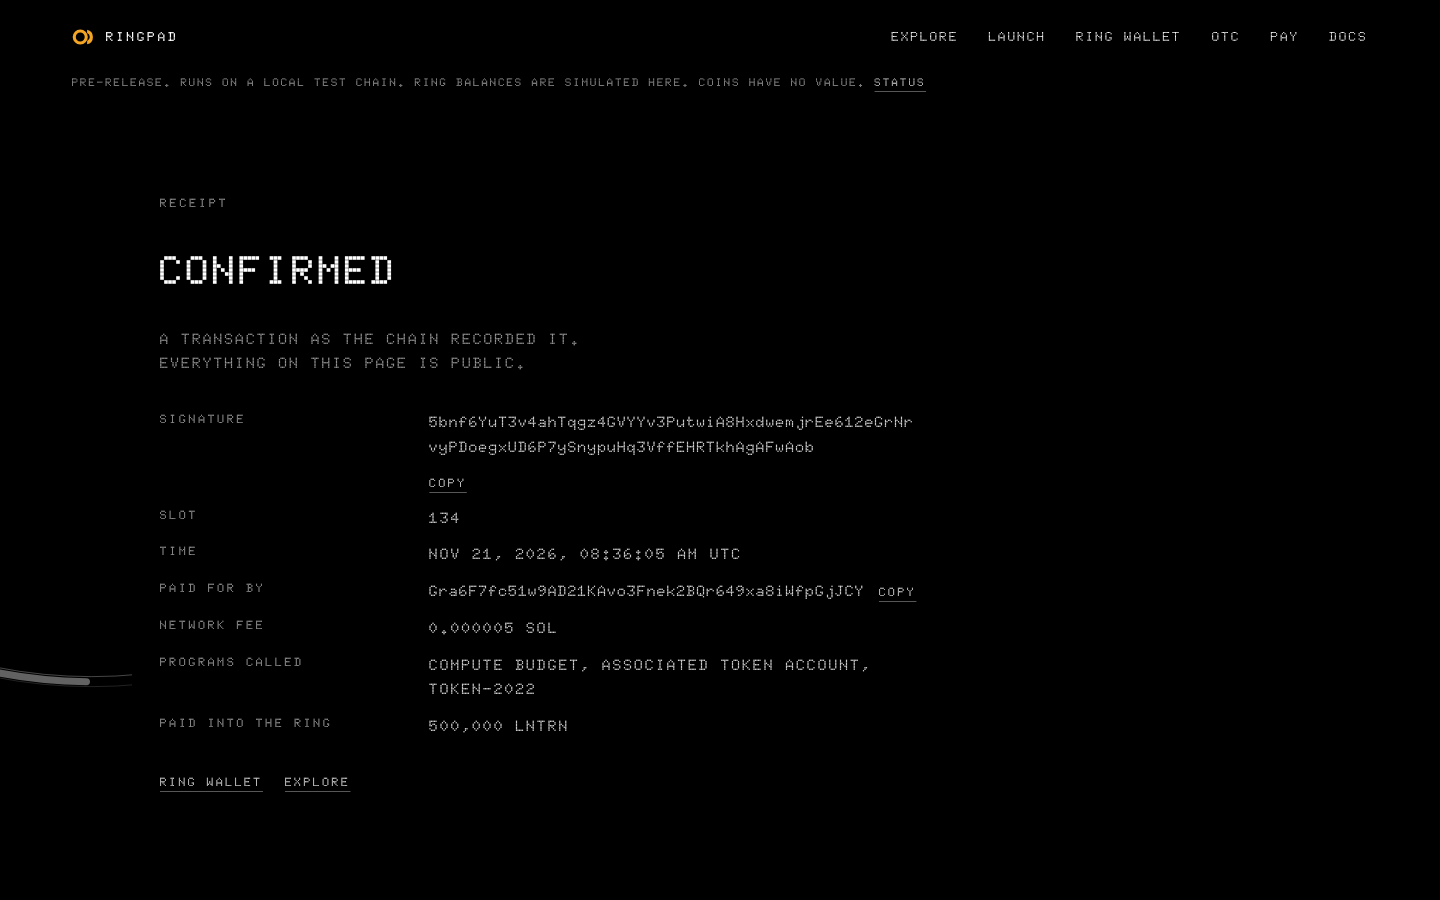 RINGPAD
EXPLORE LAUNCH RING WALLET OTC PAY DOCS
PRE-RELEASE. RUNS ON A LOCAL TEST CHAIN. RING BALANCES ARE SIMULATED HERE. COINS HAVE NO VALUE. STATUS
RECEIPT
CONFIRMED
A TRANSACTION AS THE CHAIN RECORDED IT.
EVERYTHING ON THIS PAGE IS PUBLIC.
SIGNATURE 5bnf6YuT3v4ahTqgz4GVYYv3PutwiA8HxdwemjrEe612eGrNr
vyPDoegxUD6P7ySnypuHq3VffEHRTkhAgAFwAob
COPY
SLOT 134
TIME NOV 21, 2026, 08:36:05 AM UTC
PAID FOR BY Gra6F7fc51w9AD21KAvo3Fnek2BQr649xa8iWfpGjJCY COPY
NETWORK FEE 0.000005 SOL
PROGRAMS CALLED COMPUTE BUDGET, ASSOCIATED TOKEN ACCOUNT,
TOKEN-2022
PAID INTO THE RING 500,000 LNTRN
RING WALLET EXPLORE